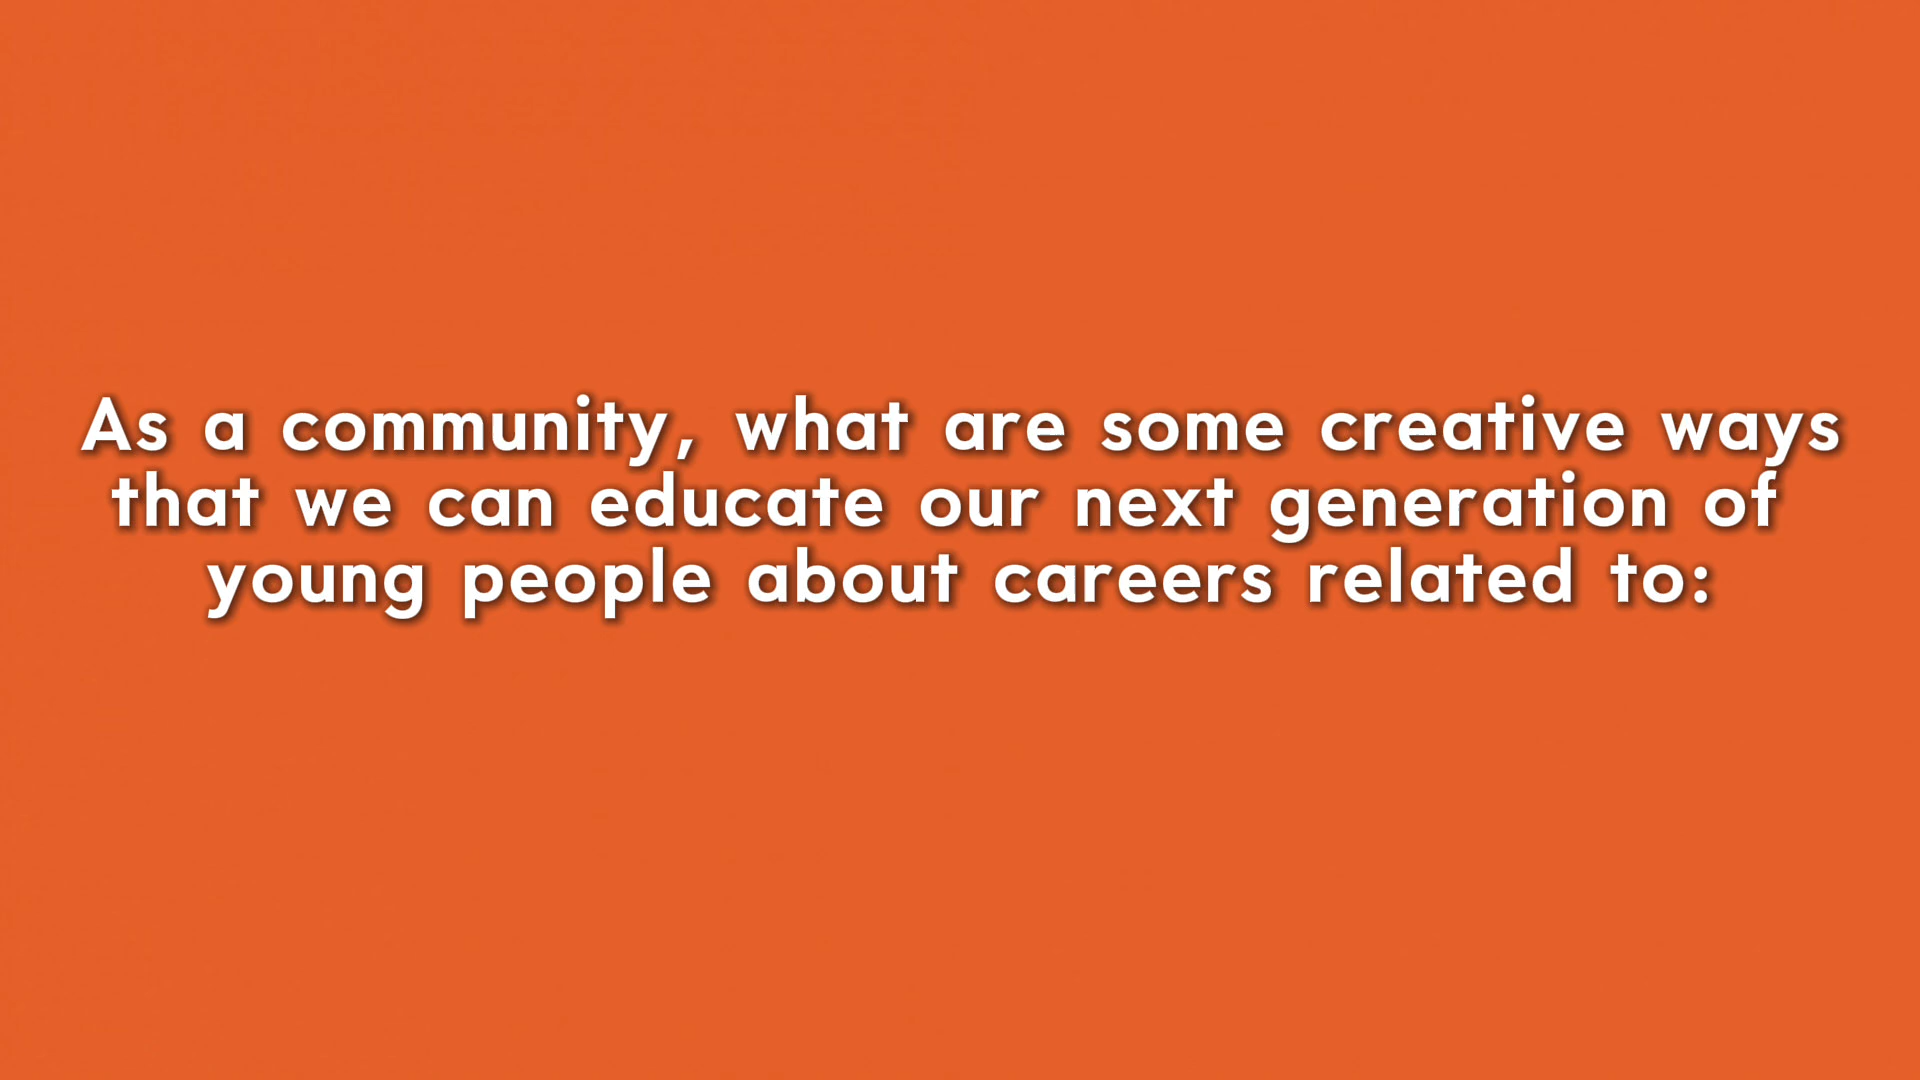 As a community, what are some creative ways
that we can educate our next generation of
young people about careers related to: